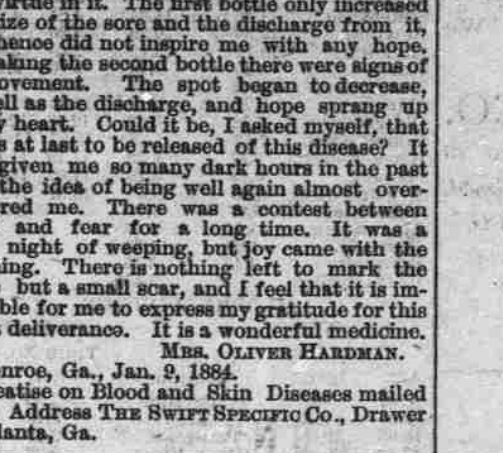 virtue in it. The first bottle only increased
ize of the sore and the discharge from it,
hence did not inspire me with any hope.
aking the second bottle there were signs of
ovement. The spot began to decrease,
ell as the discharge, and hope sprang up
y heart. Could it be, I asked myself, that
s at last to be released of this disease? It
given me so many dark hours in the past
the idea of being well again almost over-
red me. There was a contest between
and fear for a long time. It was a
night of weeping, but joy came with the
ing. There is nothing left to mark the
but a small scar, and I feel that it is im-
ble for me to express my gratitude for this
s deliverance. It is a wonderful medicine.
MRS. OLIVER HARDMAN.
nroe, Ga., Jan. 9, 1884.
eatise on Blood and Skin Diseases mailed
Address THE SWIFT SPECIFIC CO., Drawer
lanta, Ga.